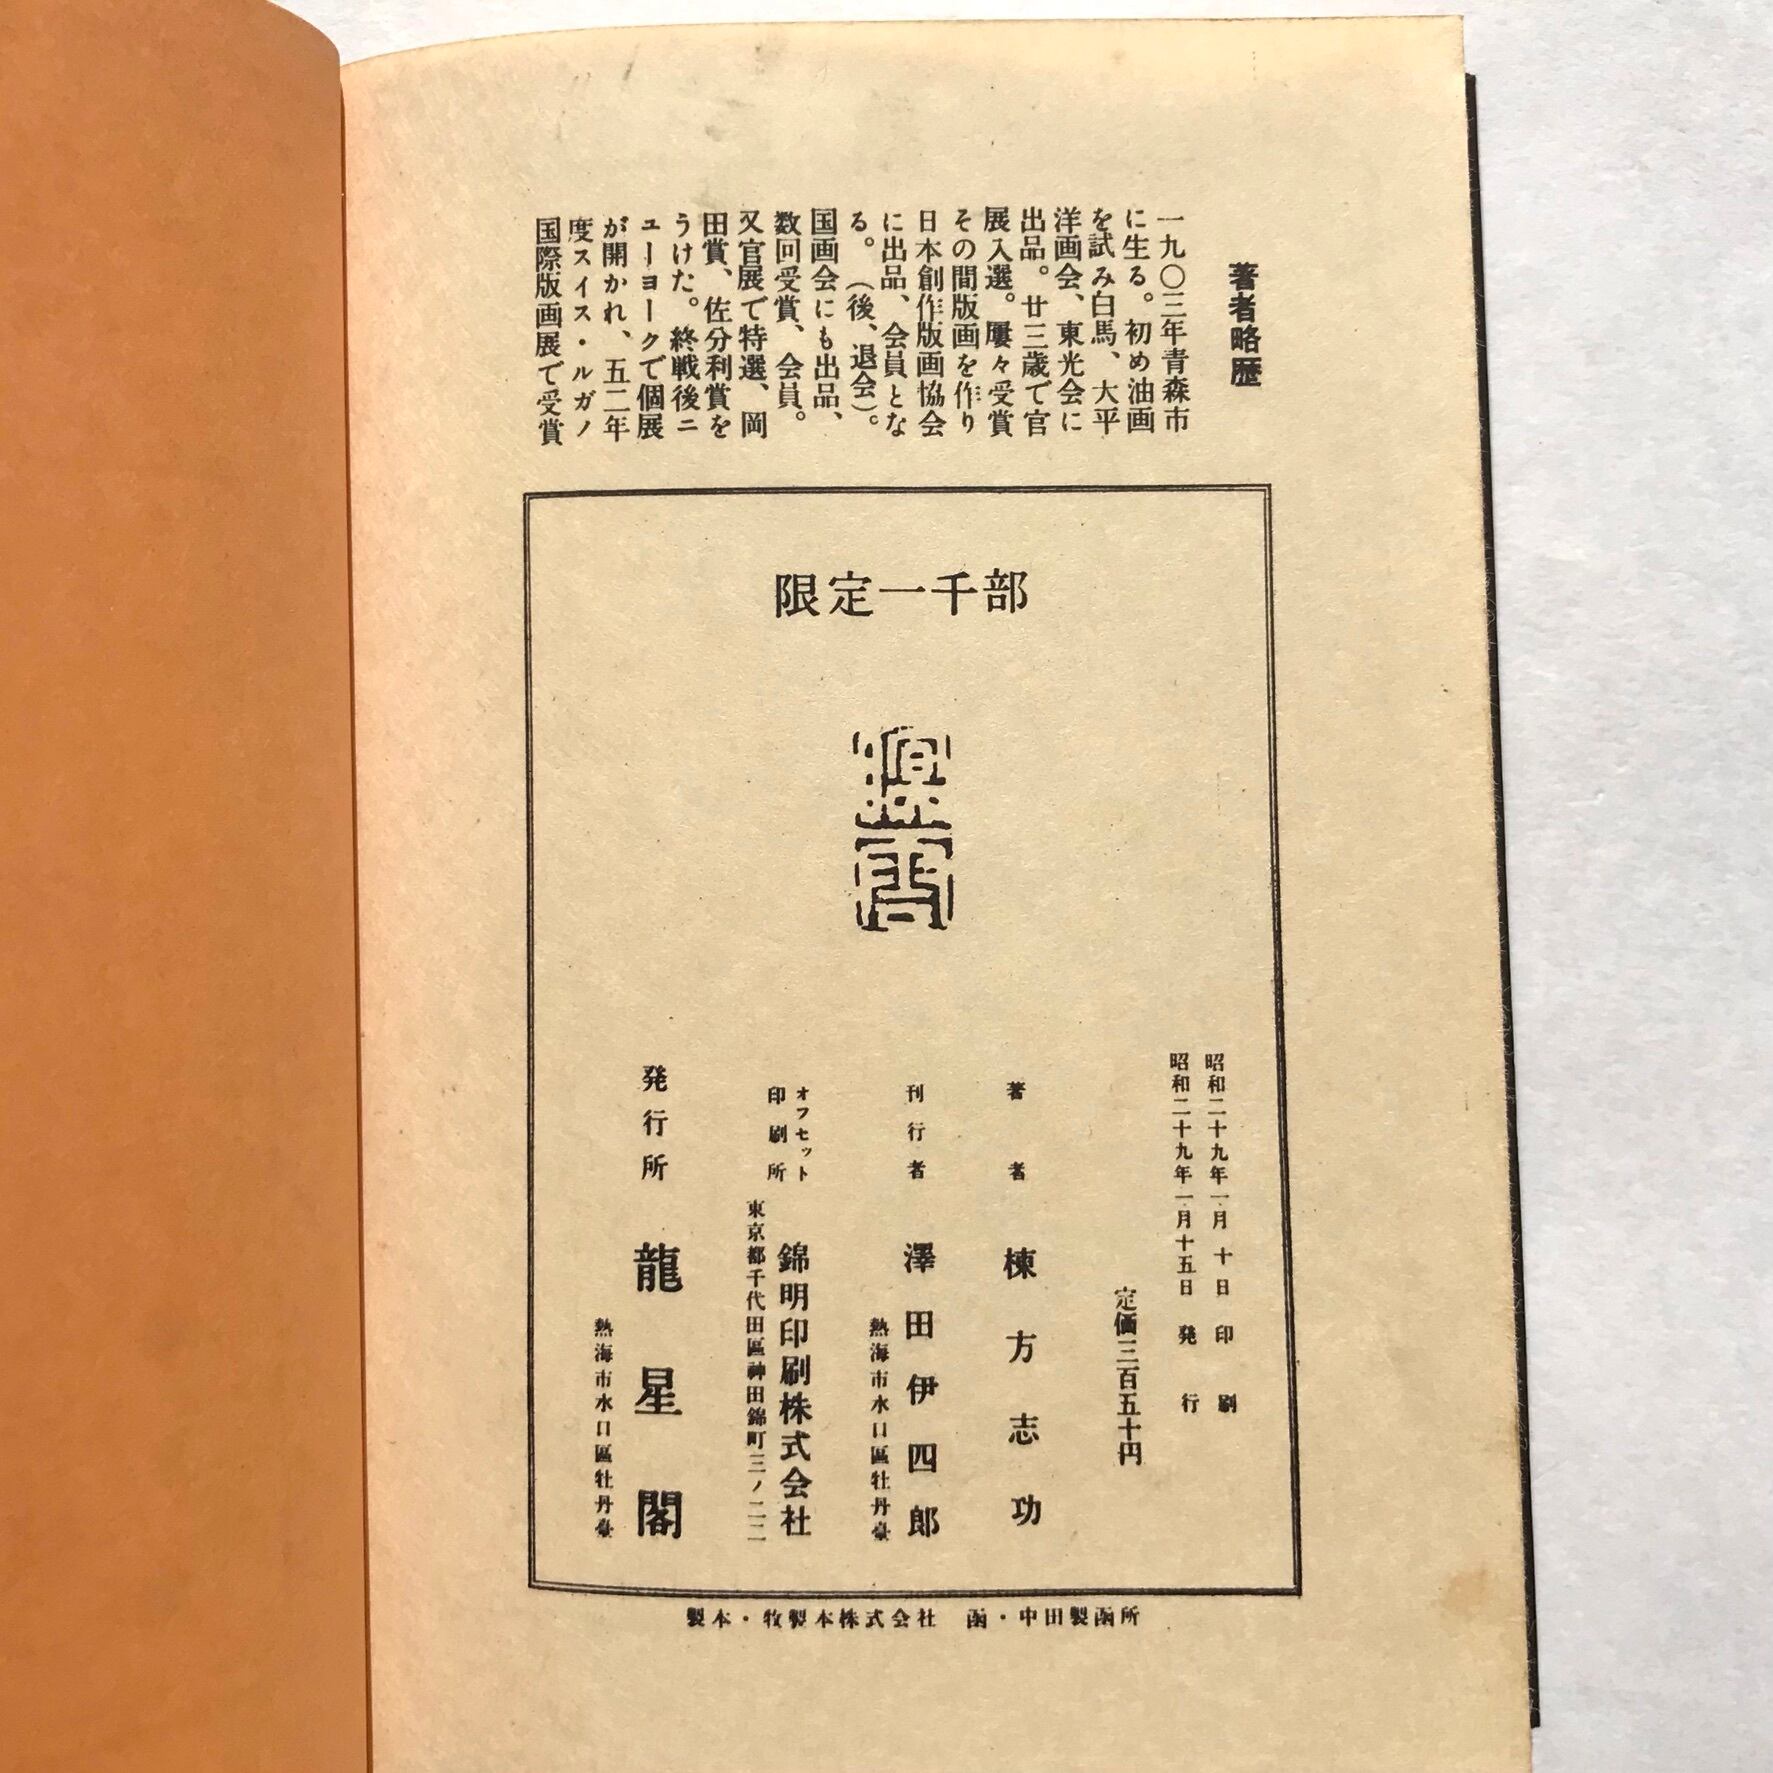 著者略歴
一九〇三年青森市
に生る。初め油画
を試み白馬、大平
洋画会、東光会に
出品。廿三歳で官
展入選。屢々受賞
その間版画を作り
日本創作版画協会
に出品、会員とな
る。(後、退会)。
国画会にも出品、
数回受賞、会員。
又官展で特選、岡
田賞、佐分利賞を
うけた。終戦後ニ
ューヨークで個展
が開かれ、五二年
度スイス・ルガノ
国際版画展で受賞
限定一千部
昭和二十九年一月十日印刷
昭和二十九年一月十五日発行
定価三百五十円
著者 棟方志功
刊行者 澤田伊四郎
熱海市水口區牡丹臺
オフセット
印刷所 錦明印刷株式会社
東京都千代田區神田錦町三ノ二二
発行所 龍星閣
熱海市水口區牡丹臺
製本・牧製本株式会社 函・中田製函所